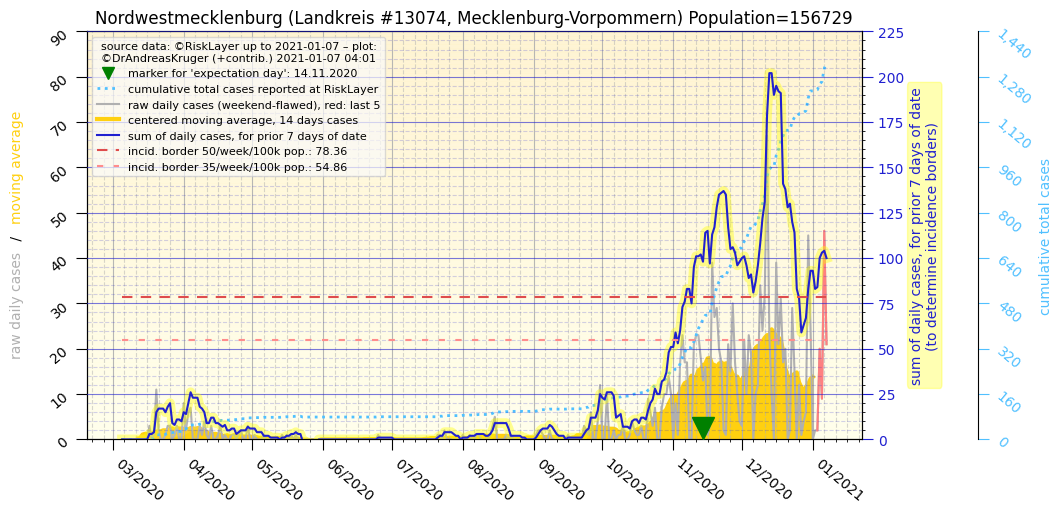 Nordwestmecklenburg (Landkreis #13074, Mecklenburg-Vorpommern) Population=156729
source data: ©RiskLayer up to 2021-01-07 – plot:
©DrAndreasKruger (+contrib.) 2021-01-07 04:01
marker for 'expectation day': 14.11.2020
cumulative total cases reported at RiskLayer
raw daily cases (weekend-flawed), red: last 5
centered moving average, 14 days cases
sum of daily cases, for prior 7 days of date
incid. border 50/week/100k pop.: 78.36
incid. border 35/week/100k pop.: 54.86
raw daily cases / moving average
90
80
70
60
50
40
30
20
10
0
03/2020
04/2020
05/2020
06/2020
07/2020
08/2020
09/2020
10/2020
11/2020
12/2020
01/2021
225
200
175
150
125
100
75
50
25
0
sum of daily cases, for prior 7 days of date
(to determine incidence borders)
1,440
1,280
1,120
960
800
640
480
320
160
0
cumulative total cases